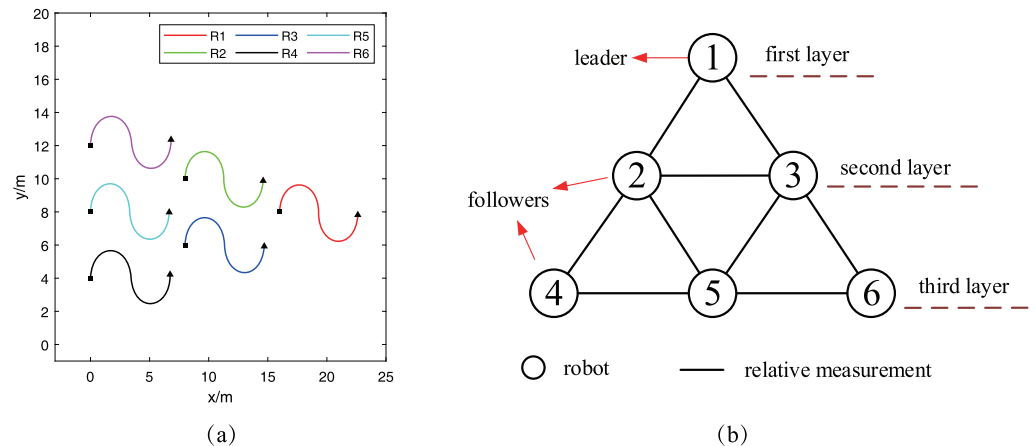 R1 R3 R5
R2 R4 R6
20
18
16
14
12
10
8
6
4
2
0
y/m
0 5 10 15 20 25
x/m
(a)
leader
1
first layer
2
3
second layer
followers
4
5
6
third layer
robot
relative measurement
(b)